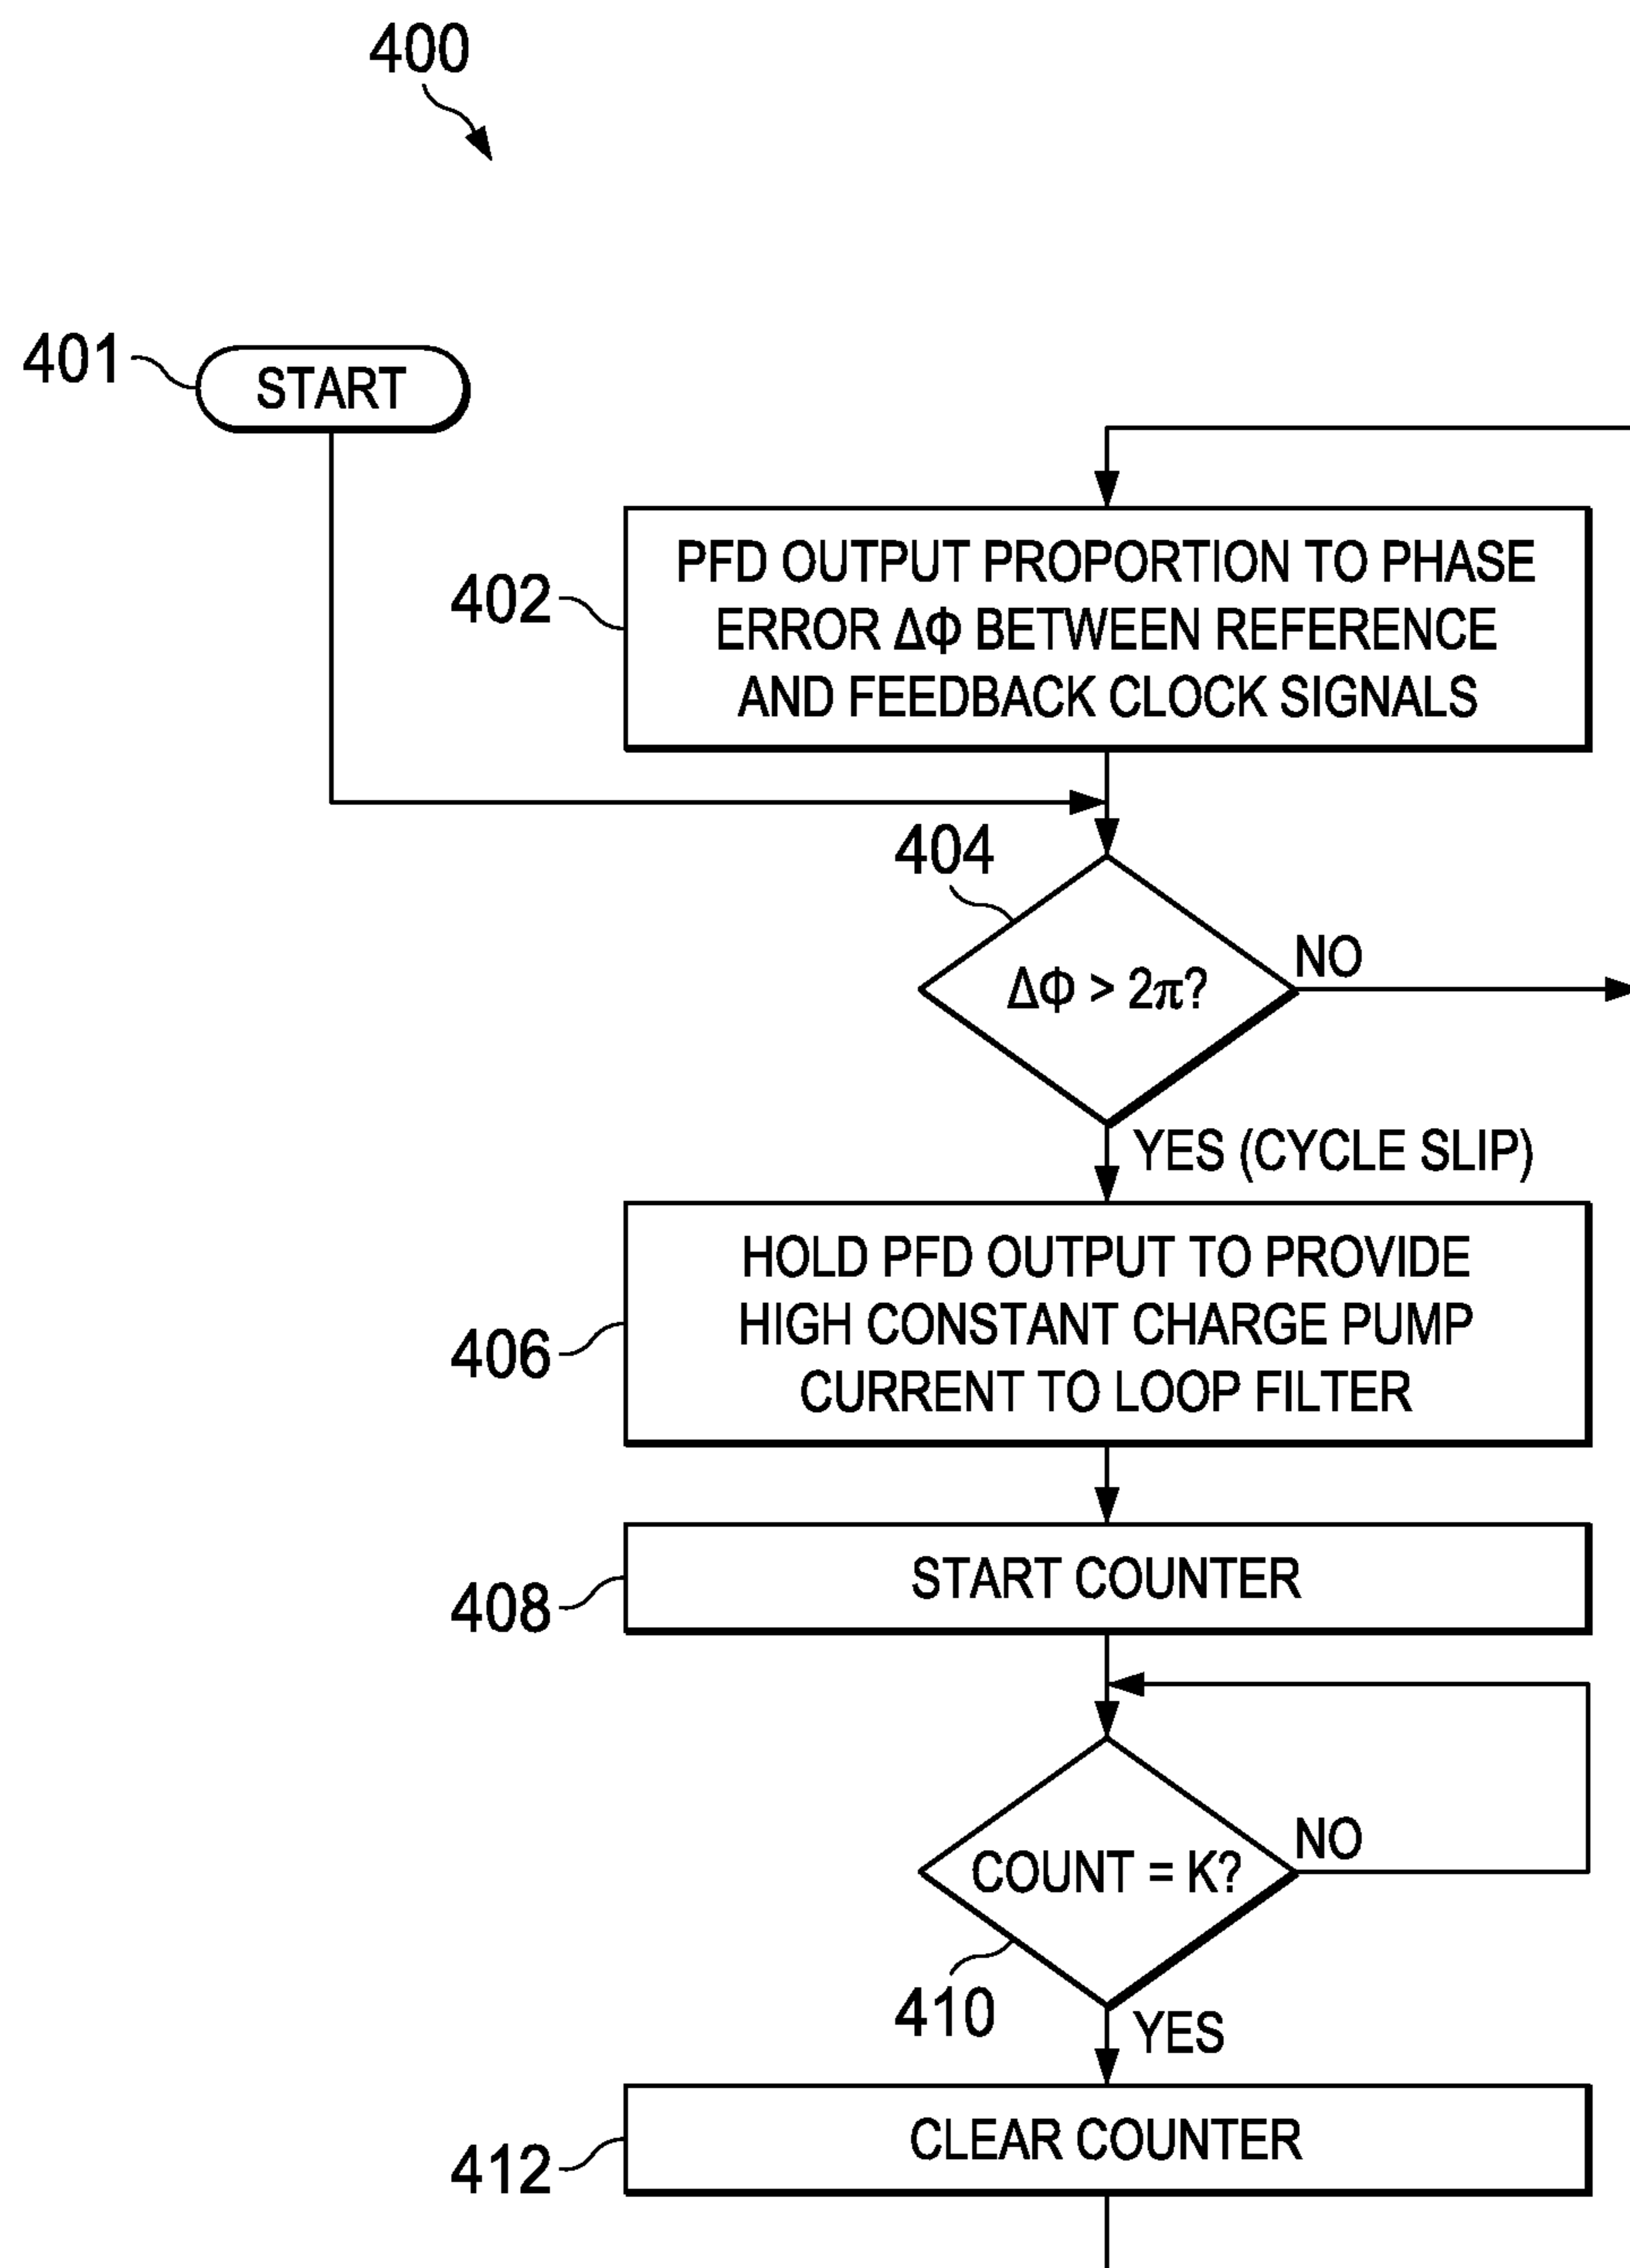 400
401
START
402
PFD OUTPUT PROPORTION TO PHASE
ERROR ΔΦ BETWEEN REFERENCE
AND FEEDBACK CLOCK SIGNALS
404
ΔΦ > 2π?
NO
YES (CYCLE SLIP)
406
HOLD PFD OUTPUT TO PROVIDE
HIGH CONSTANT CHARGE PUMP
CURRENT TO LOOP FILTER
408
START COUNTER
COUNT = K?
NO
410
YES
412
CLEAR COUNTER